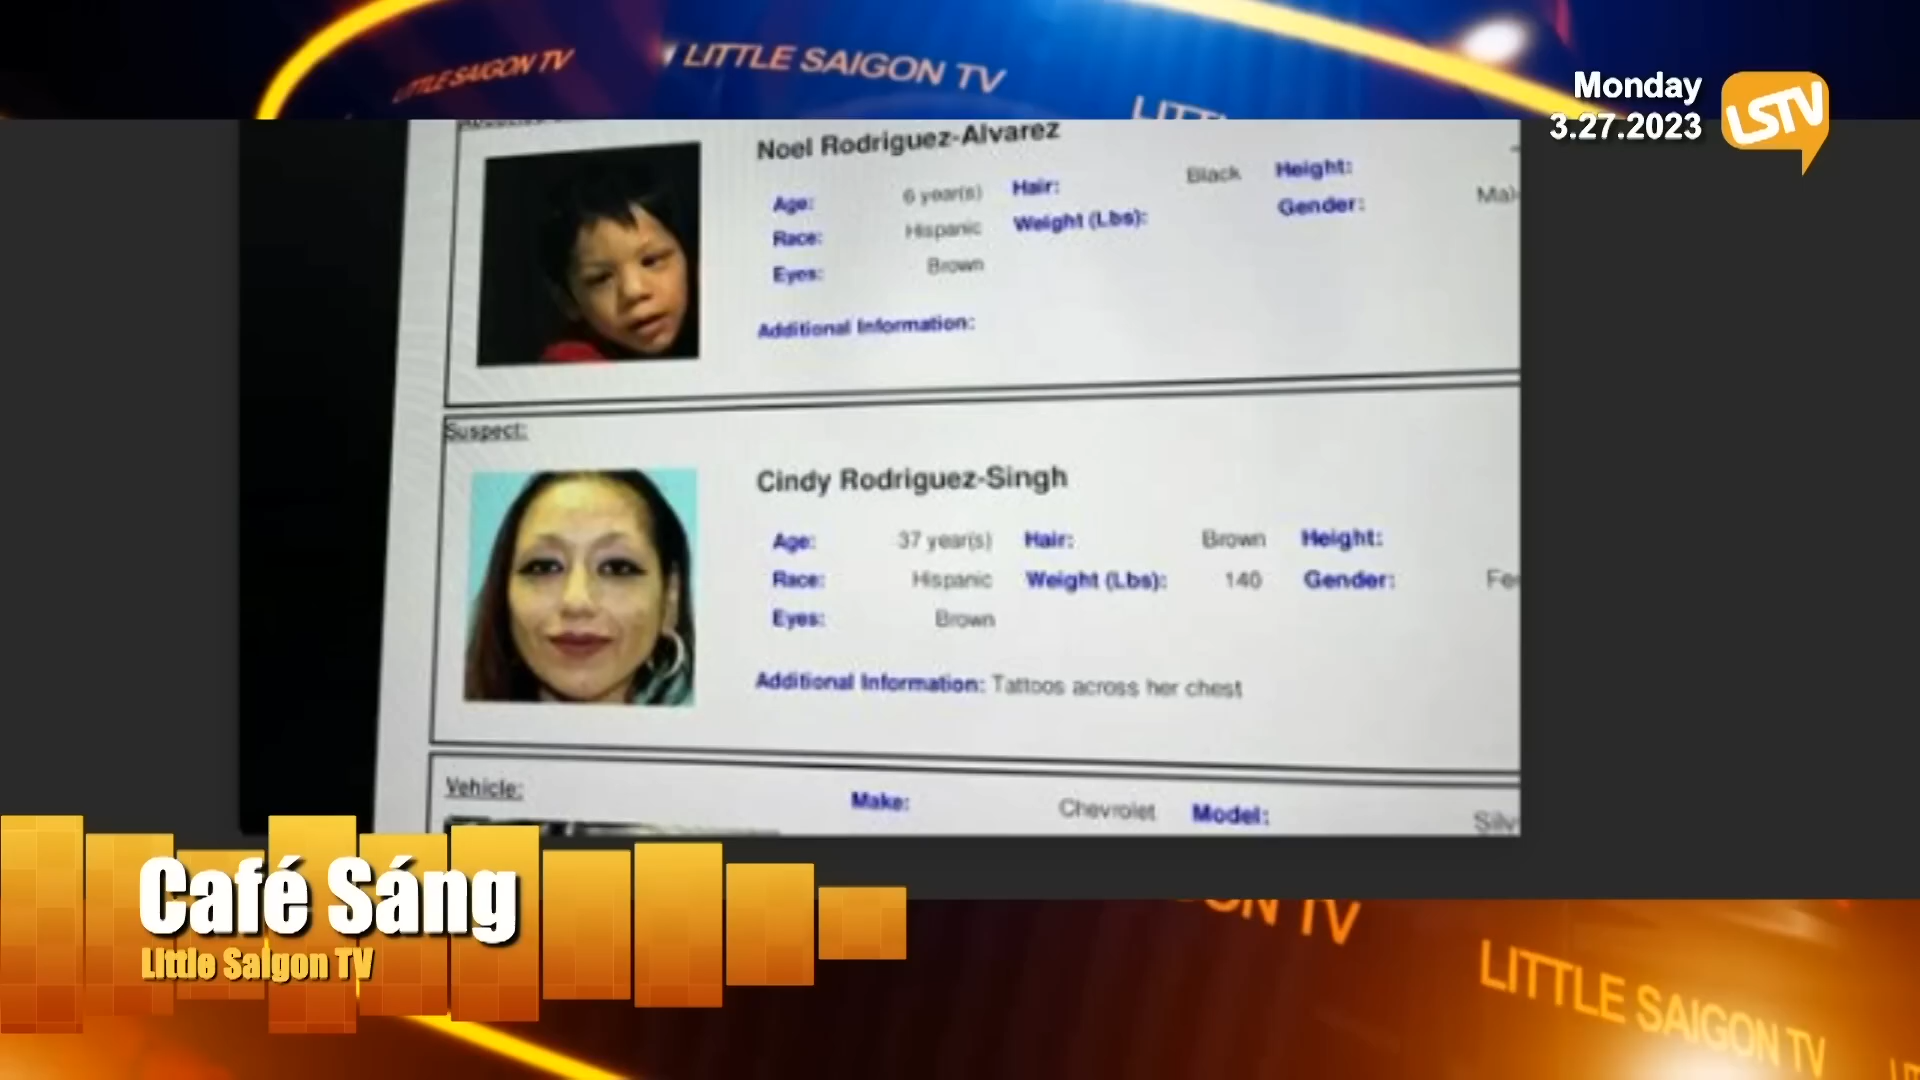 LITTLE SAIGON TV
LITTLE SAIGON TV
Monday
3.27.2023
LSTV
Noel Rodriguez-Alvarez
Age: 6 year(s) Hair: Black Height:
Race: Hispanic Weight (Lbs): Gender:
Eyes: Brown
Additional Information:
Suspect:
Cindy Rodriguez-Singh
Age: 37 year(s) Hair: Brown Height:
Race: Hispanic Weight (Lbs): 140 Gender:
Eyes: Brown
Additional Information: Tattoos across her chest
Vehicle:
Make: Chevrolet Model:
Café Sáng
Little Saigon TV
TV
LITTLE SAIGON TV